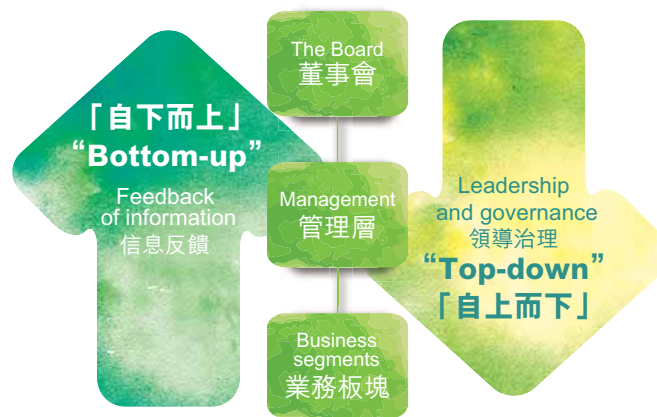 The Board
董事會
「自下而上」
“Bottom-up”
Feedback
of information
信息反饋
Management
管理層
Leadership
and governance
領導治理
“Top-down”
「自上而下」
Business
segments
業務板塊